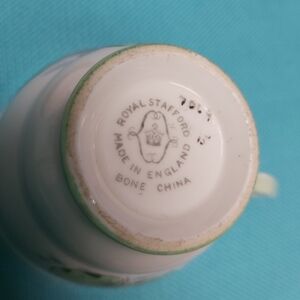 ROYAL STAFFORD
MADE IN ENGLAND
BONE CHINA